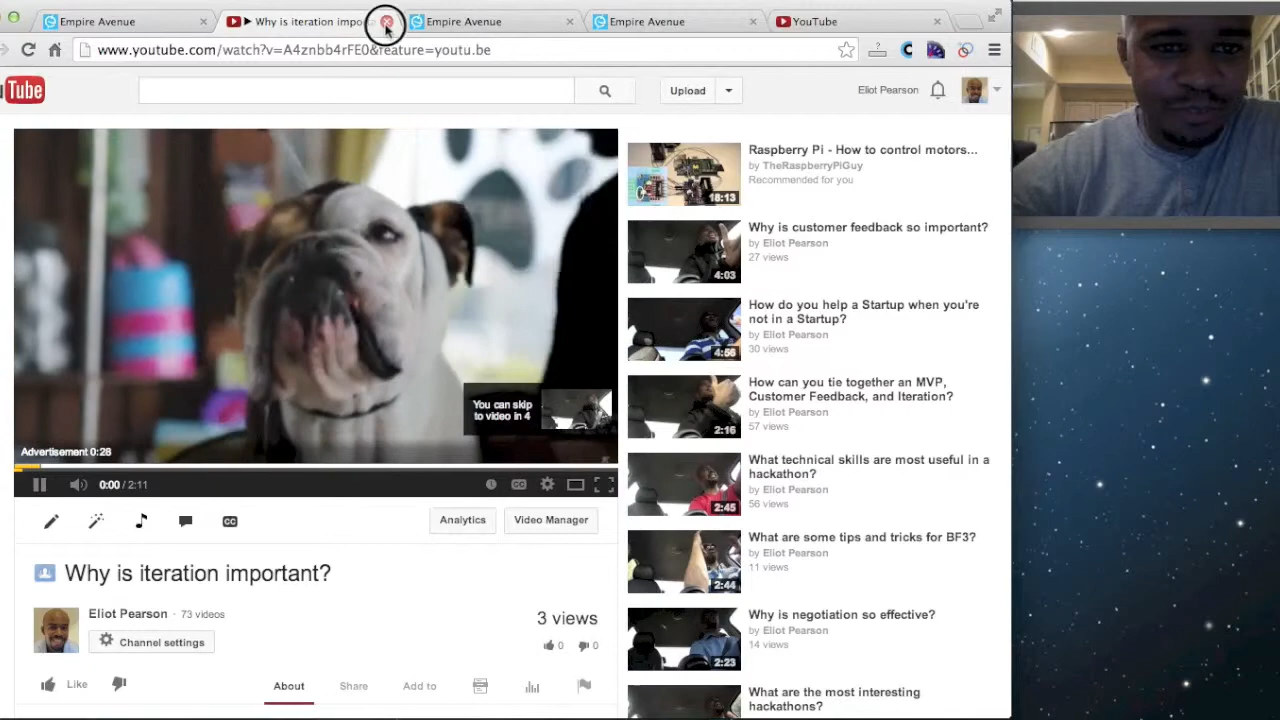 Empire Avenue
Why is iteration impor
Empire Avenue
Empire Avenue
YouTube
www.youtube.com/watch?v=A4znbb4rFE0&feature=youtu.be
Tube
Upload
Eliot Pearson
You can skip
to video in 4
Advertisement 0:28
0:00 / 2:11
CC
CC
Analytics
Video Manager
Why is iteration important?
Eliot Pearson · 73 videos
Channel settings
3 views
0
0
Like
About
Share
Add to
18:13
Raspberry Pi - How to control motors...
by TheRaspberryPiGuy
Recommended for you
4:03
Why is customer feedback so important?
by Eliot Pearson
27 views
4:56
How do you help a Startup when you're
not in a Startup?
by Eliot Pearson
30 views
2:16
How can you tie together an MVP,
Customer Feedback, and Iteration?
by Eliot Pearson
57 views
2:45
What technical skills are most useful in a
hackathon?
by Eliot Pearson
56 views
2:44
What are some tips and tricks for BF3?
by Eliot Pearson
11 views
2:23
Why is negotiation so effective?
by Eliot Pearson
14 views
What are the most interesting
hackathons?